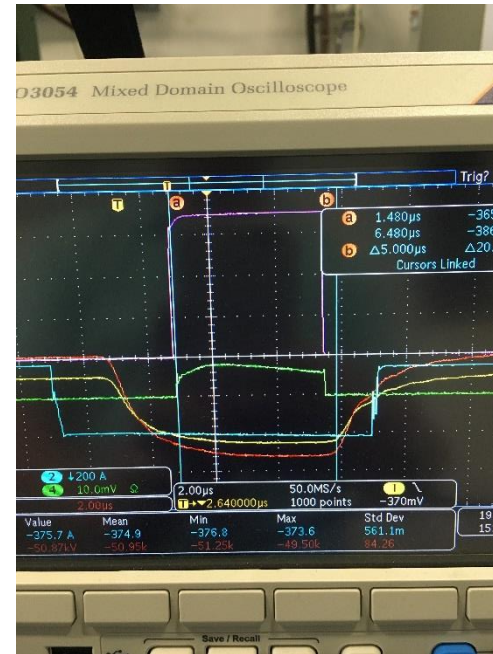 O3054 Mixed Domain Oscilloscope
Trig?
T
T
a
b
a 1.480µs -365
6.480µs -386
b Δ5.000µs Δ20.
Cursors Linked
2 ↓200 A
4 10.0mV Ω
2.00µs
2.00µs
T→▼2.640000µs
50.0MS/s
1000 points
1 \
-370mV
Value Mean Min Max Std Dev
-375.7 A -374.9 -376.8 -373.6 561.1m
-50.87kV -50.95k -51.25k -49.50k 84.26
19
15
Save / Recall